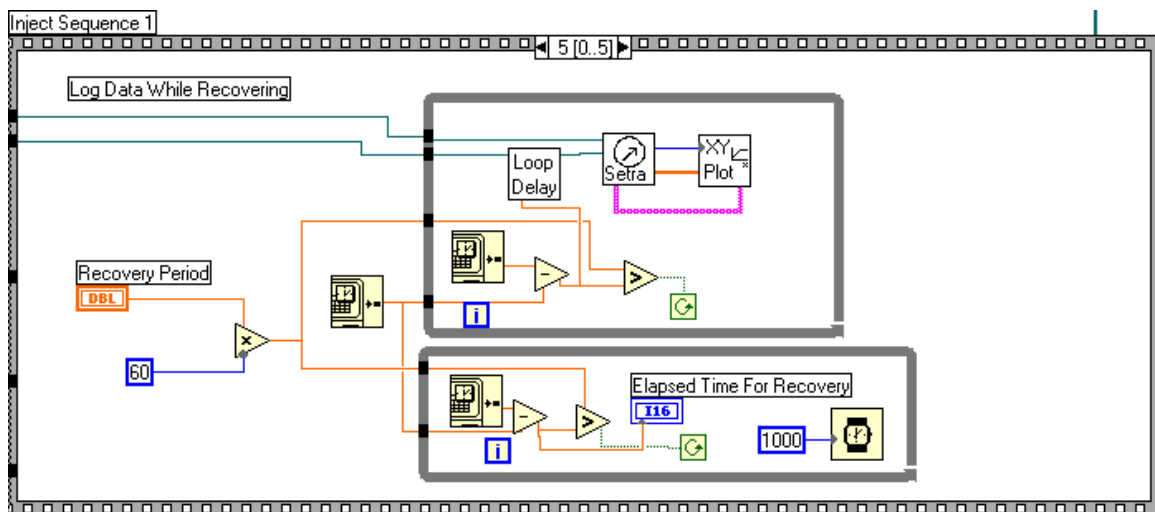 Inject Sequence 1
5 [0..5]
Log Data While Recovering
Loop
Delay
Setra
XY
Plot
Recovery Period
DBL
i
60
Elapsed Time For Recovery
I16
1000
i